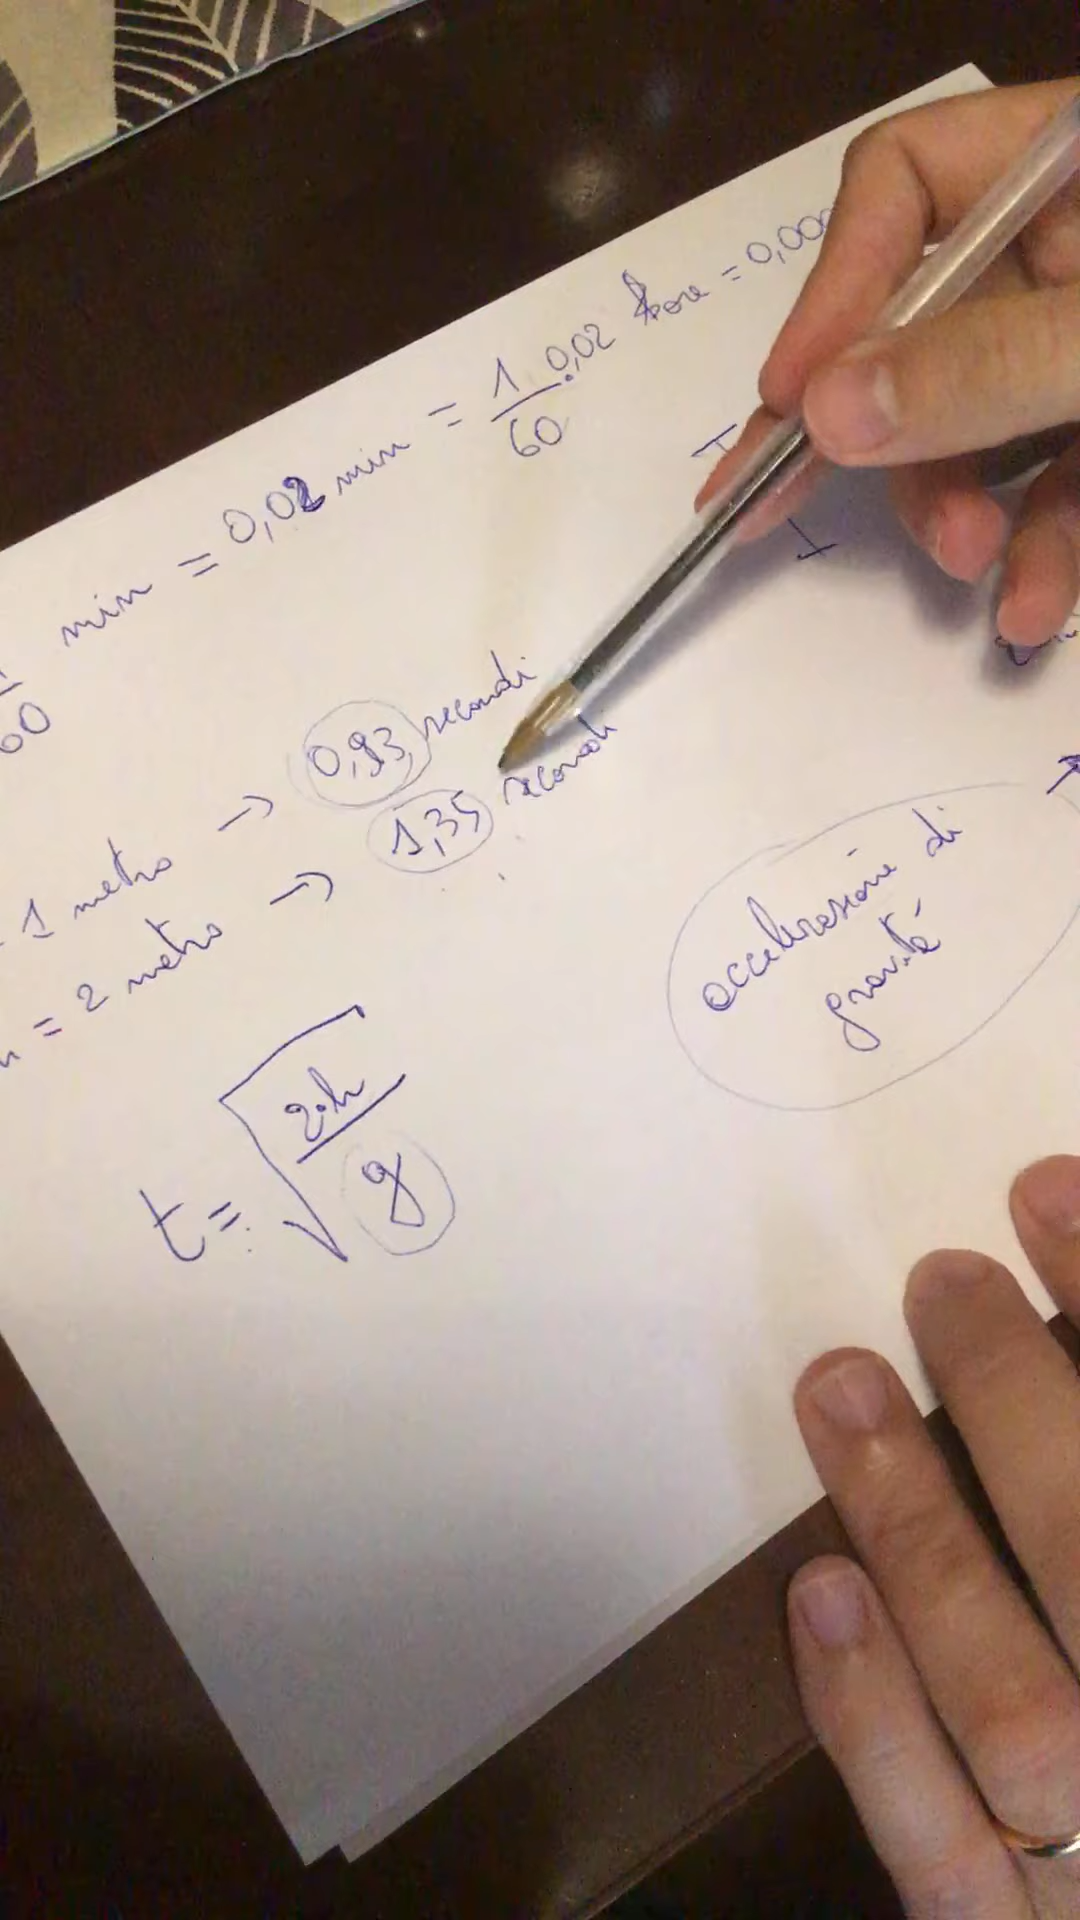 min = 0,02 min = 1/60 · 0,02 ore = 0,00
60
1 metro → 0,93 secondi
= 2 metro → 1,35 secondi
accelerazione di
gravità
t = √(2·h/g)